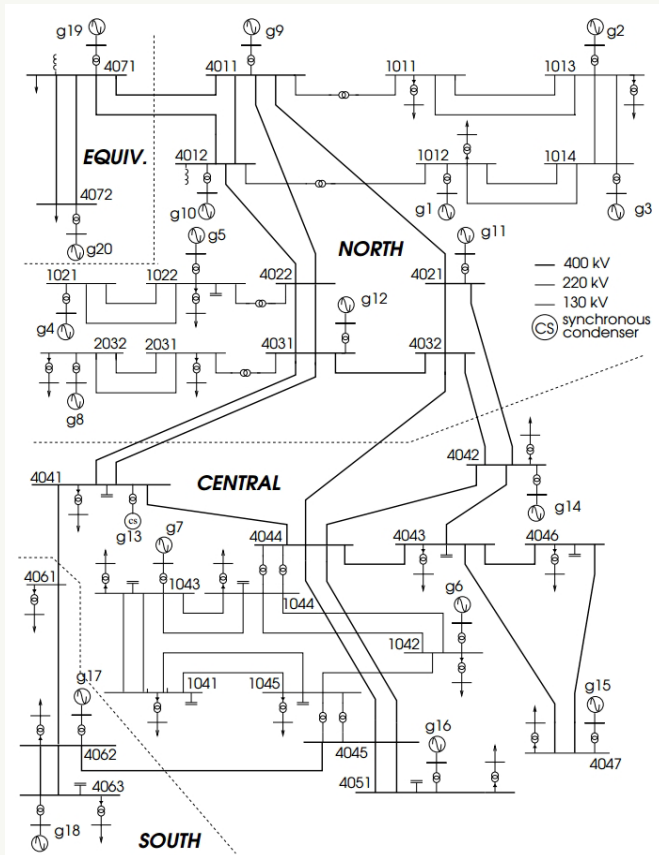 g19
g9
g2
4071
4011
1011
1013
EQUIV.
4012
1012
1014
4072
g10
g1
g3
g5
NORTH
g11
g20
1021
1022
4022
g12
4021
400 kV
220 kV
130 kV
CS synchronous
condenser
g4
2032
2031
4031
4032
g8
4042
4041
CENTRAL
CS
g13
g7
4044
4043
4046
g14
4061
1043
1044
g6
1042
g17
1041
1045
g15
4062
4045
g16
4047
4063
4051
g18
SOUTH